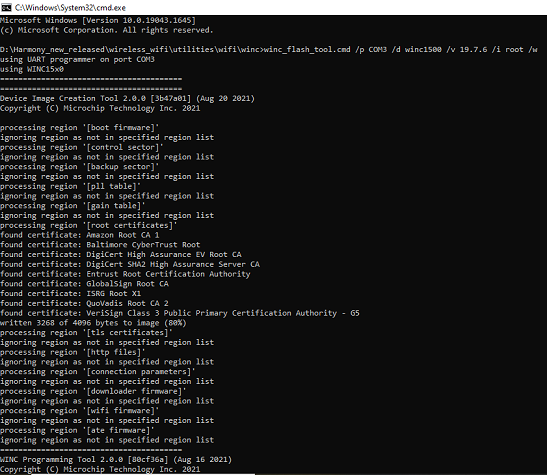 C:\Windows\System32\cmd.exe
Microsoft Windows [Version 10.0.19043.1645]
(c) Microsoft Corporation. All rights reserved.
D:\Harmony_new_released\wireless_wifi\utilities\wifi\winc>winc_flash_tool.cmd /p COM3 /d winc1500 /v 19.7.6 /i root /w
using UART programmer on port COM3
using WINC15x0
========================================
========================================
Device Image Creation Tool 2.0.0 [3b47a01] (Aug 20 2021)
Copyright (C) Microchip Technology Inc. 2021
processing region '[boot firmware]'
ignoring region as not in specified region list
processing region '[control sector]'
ignoring region as not in specified region list
processing region '[backup sector]'
ignoring region as not in specified region list
processing region '[pll table]'
ignoring region as not in specified region list
processing region '[gain table]'
ignoring region as not in specified region list
processing region '[root certificates]'
found certificate: Amazon Root CA 1
found certificate: Baltimore CyberTrust Root
found certificate: DigiCert High Assurance EV Root CA
found certificate: DigiCert SHA2 High Assurance Server CA
found certificate: Entrust Root Certification Authority
found certificate: GlobalSign Root CA
found certificate: ISRG Root X1
found certificate: QuoVadis Root CA 2
found certificate: VeriSign Class 3 Public Primary Certification Authority - G5
written 3268 of 4096 bytes to image (80%)
processing region '[tls certificates]'
ignoring region as not in specified region list
processing region '[http files]'
ignoring region as not in specified region list
processing region '[connection parameters]'
ignoring region as not in specified region list
processing region '[downloader firmware]'
ignoring region as not in specified region list
processing region '[wifi firmware]'
ignoring region as not in specified region list
processing region '[ate firmware]'
ignoring region as not in specified region list
========================================
WINC Programming Tool 2.0.0 [80cf36a] (Aug 16 2021)
Copyright (C) Microchip Technology Inc. 2021